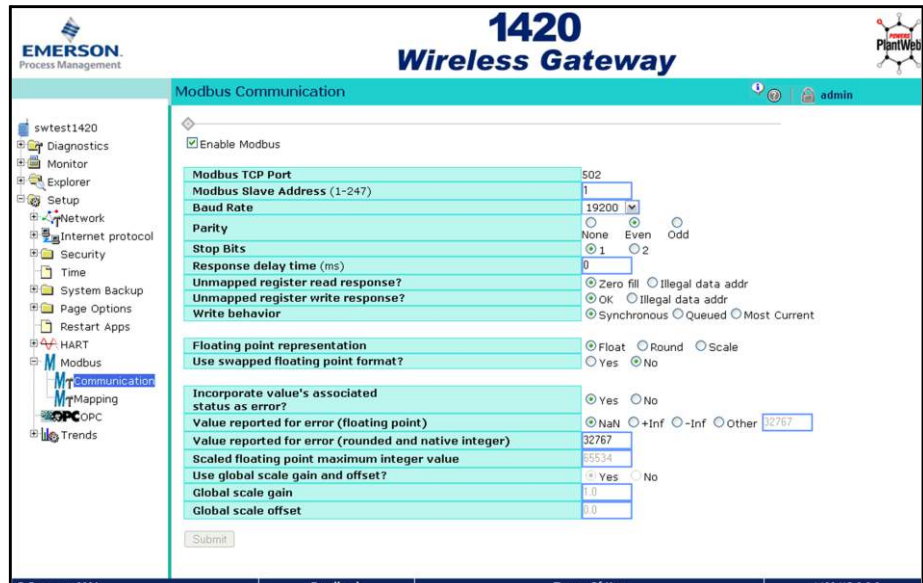 EMERSON.
Process Management
1420
Wireless Gateway
POWERS
PlantWeb
Modbus Communication
admin
swtest1420
Diagnostics
Monitor
Explorer
Setup
Network
Internet protocol
Security
Time
System Backup
Page Options
Restart Apps
HART
Modbus
Communication
Mapping
OPC OPC
Trends
Enable Modbus
Modbus TCP Port 502
Modbus Slave Address (1-247) 1
Baud Rate 19200
Parity None Even Odd
Stop Bits 1 2
Response delay time (ms) 0
Unmapped register read response? Zero fill Illegal data addr
Unmapped register write response? OK Illegal data addr
Write behavior Synchronous Queued Most Current
Floating point representation Float Round Scale
Use swapped floating point format? Yes No
Incorporate value's associated
status as error? Yes No
Value reported for error (floating point) NaN +Inf -Inf Other 32767
Value reported for error (rounded and native integer) 32767
Scaled floating point maximum integer value 65534
Use global scale gain and offset? Yes No
Global scale gain 1.0
Global scale offset 0.0
Submit